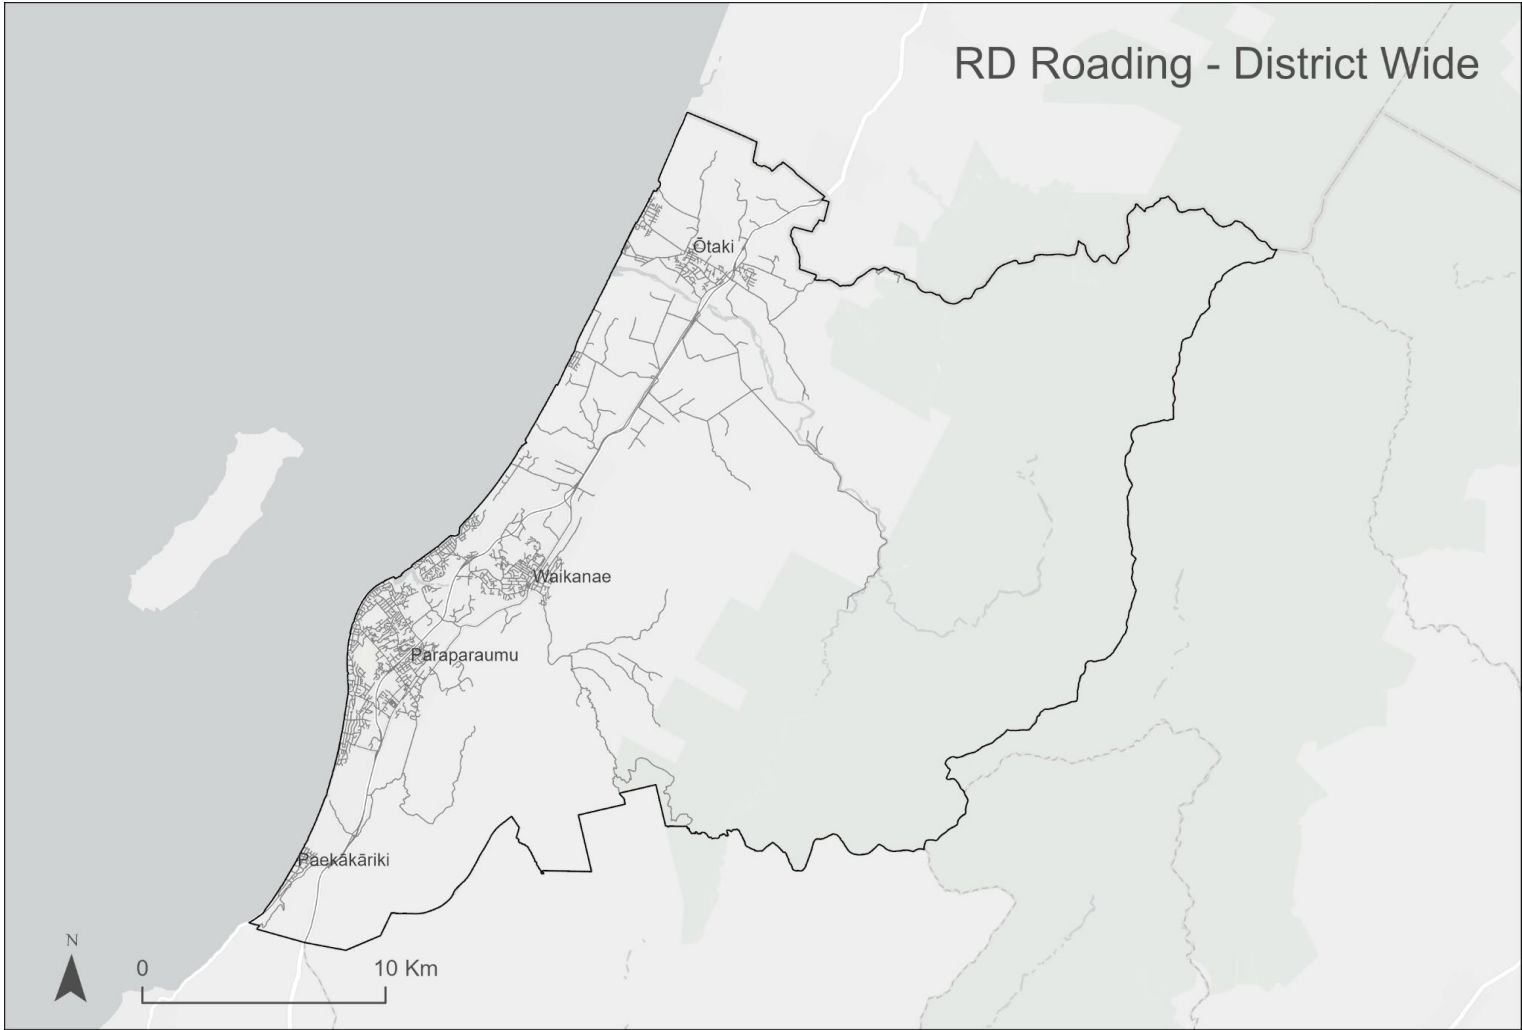 RD Roading - District Wide
Ōtaki
Waikanae
Paraparaumu
Paekākāriki
N
0
10 Km